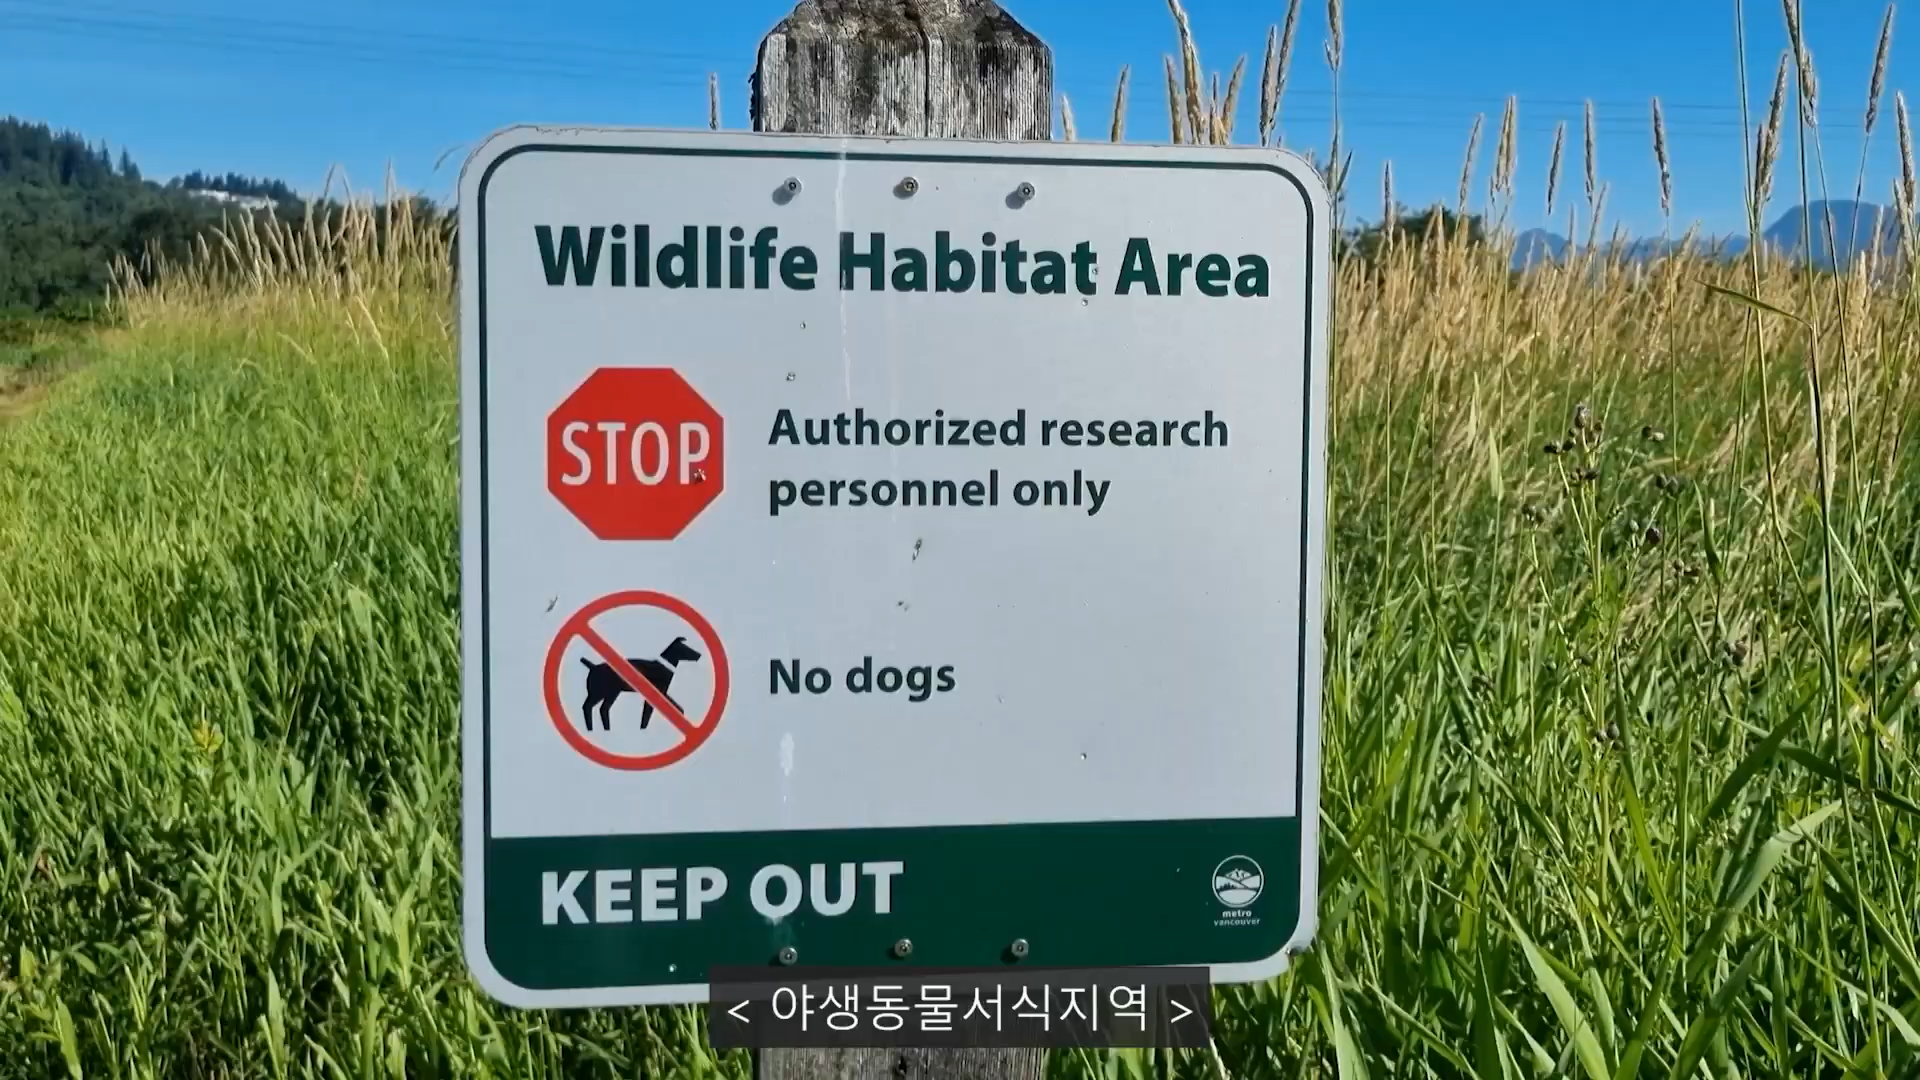 Wildlife Habitat Area
STOP
Authorized research
personnel only
No dogs
KEEP OUT
metro
vancouver
< 야생동물서식지역 >